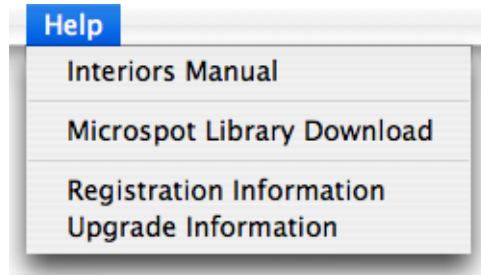 Help
Interiors Manual
Microspot Library Download
Registration Information
Upgrade Information